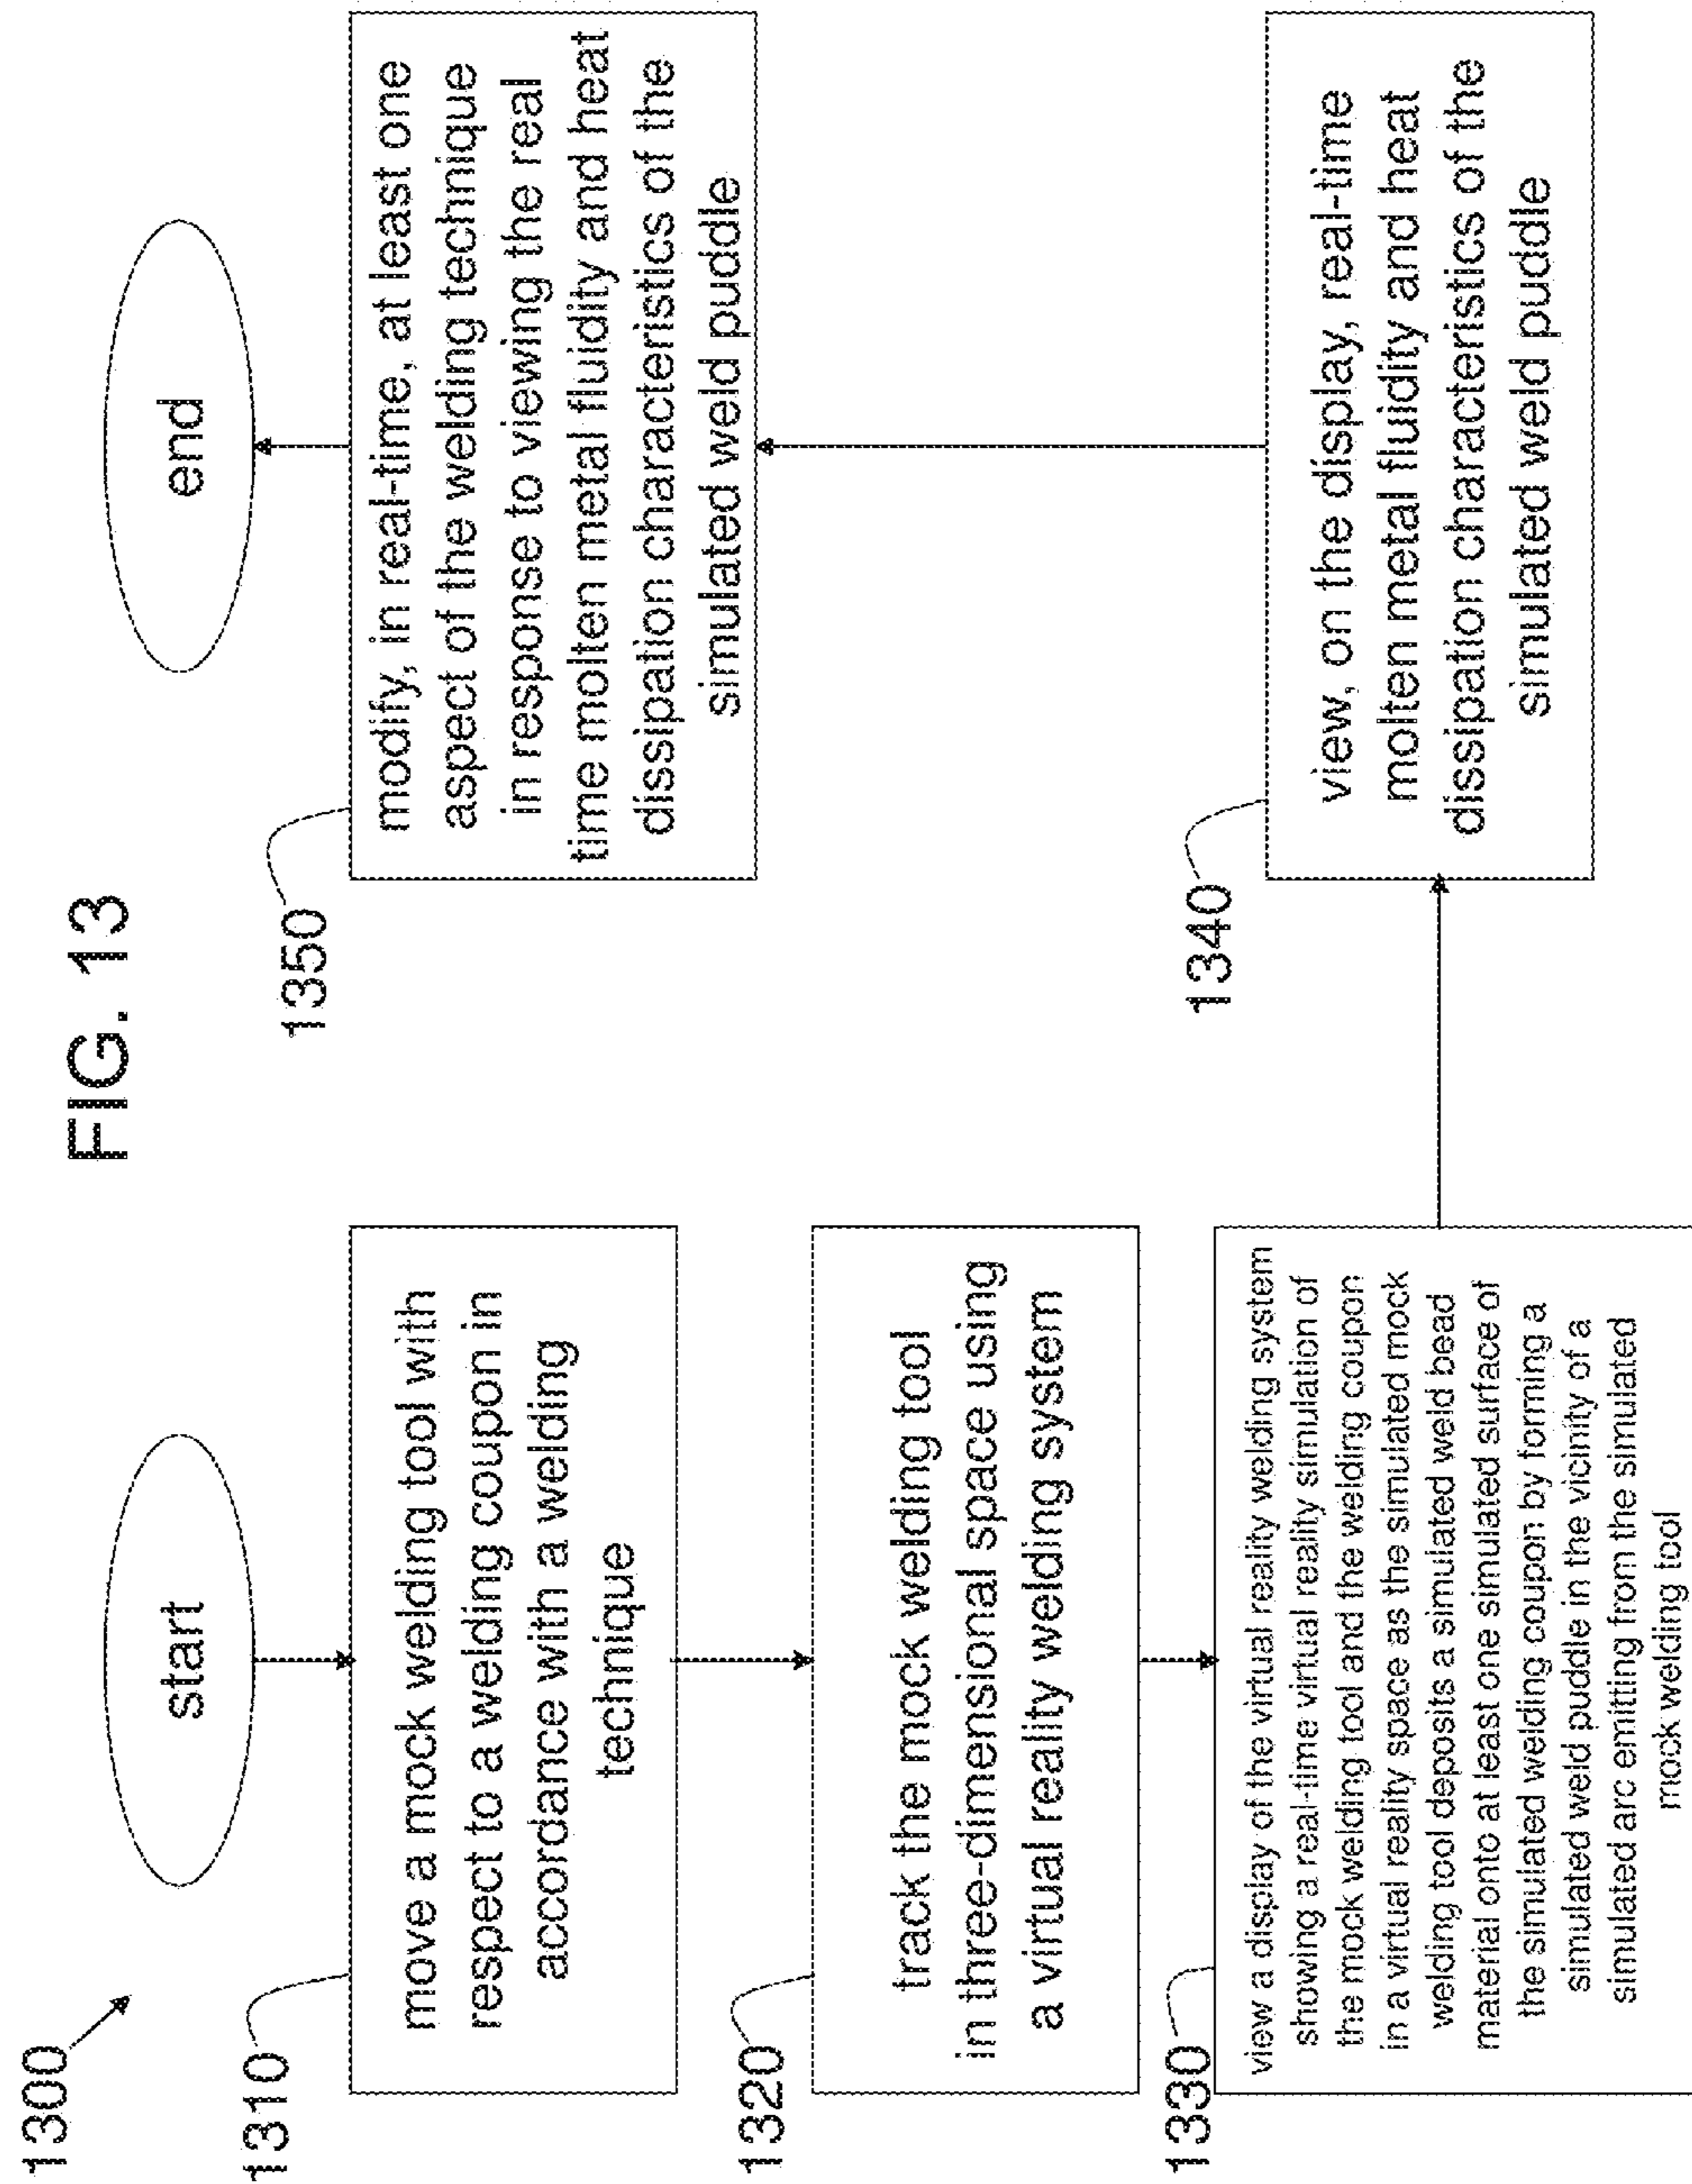 FIG. 13
1300
start
1310
move a mock welding tool with
respect to a welding coupon in
accordance with a welding
technique
1320
track the mock welding tool
in three-dimensional space using
a virtual reality welding system
1330
view a display of the virtual reality welding system
showing a real-time virtual reality simulation of
the mock welding tool and the welding coupon
in a virtual reality space as the simulated mock
welding tool deposits a simulated weld bead
material onto at least one simulated surface of
the simulated welding coupon by forming a
simulated weld puddle in the vicinity of a
simulated arc emitting from the simulated
mock welding tool
1340
view, on the display, real-time
molten metal fluidity and heat
dissipation characteristics of the
simulated weld puddle
1350
modify, in real-time, at least one
aspect of the welding technique
in response to viewing the real
time molten metal fluidity and heat
dissipation characteristics of the
simulated weld puddle
end